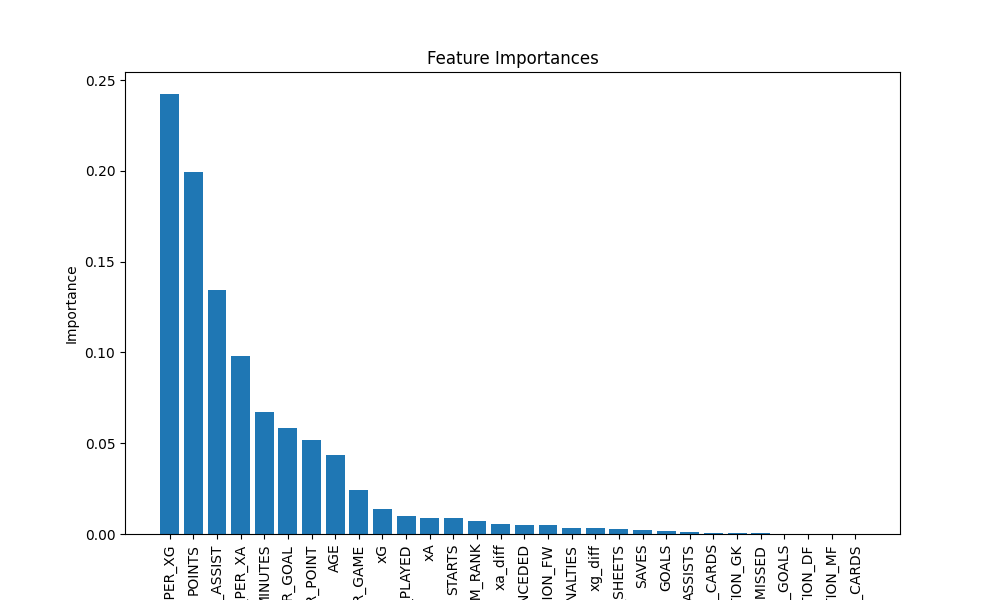 Feature Importances
Importance
0.25
0.20
0.15
0.10
0.05
0.00
PER_XG
POINTS
_ASSIST
PER_XA
MINUTES
R_GOAL
R_POINT
AGE
R_GAME
xG
PLAYED
xA
STARTS
M_RANK
xa_diff
NCEDED
ION_FW
NALTIES
xg_diff
SHEETS
SAVES
GOALS
ASSISTS
_CARDS
TION_GK
MISSED
_GOALS
TION_DF
TION_MF
_CARDS